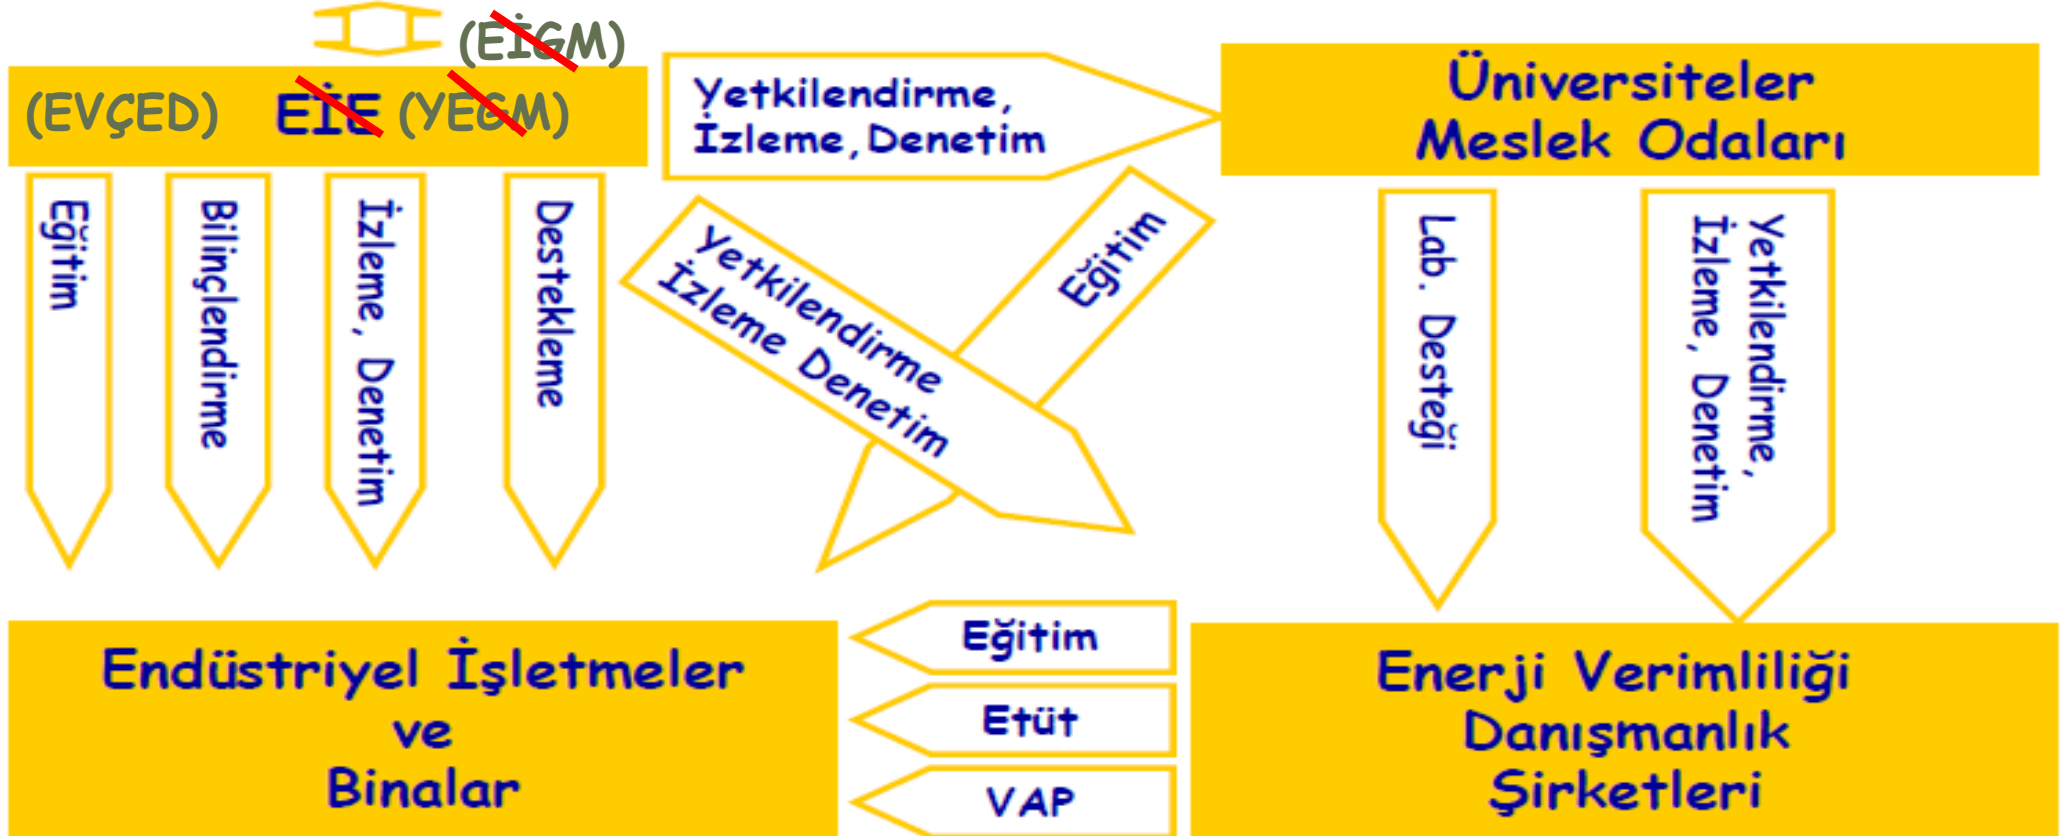 (EİGM)
(EVÇED) EİE (YEGM)
Yetkilendirme,
İzleme, Denetim
Üniversiteler
Meslek Odaları
Eğitim
Bilinçlendirme
İzleme, Denetim
Destekleme
Yetkilendirme
İzleme Denetim
Eğitim
Lab. Desteği
Yetkilendirme,
İzleme, Denetim
Endüstriyel İşletmeler
ve
Binalar
Eğitim
Etüt
VAP
Enerji Verimliliği
Danışmanlık
Şirketleri